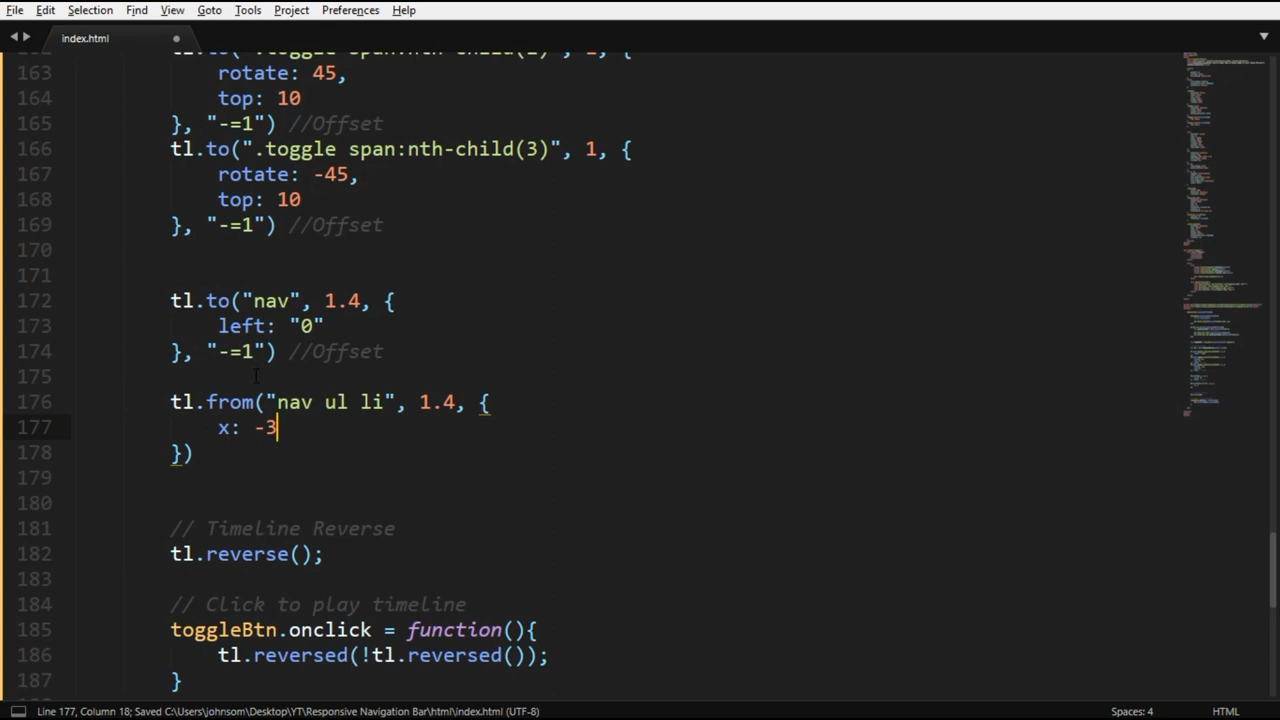 File Edit Selection Find View Goto Tools Project Preferences Help
index.html
163 rotate: 45,
164 top: 10
165 }, "-=1") //Offset
166 tl.to(".toggle span:nth-child(3)", 1, {
167 rotate: -45,
168 top: 10
169 }, "-=1") //Offset
170
171
172 tl.to("nav", 1.4, {
173 left: "0"
174 }, "-=1") //Offset
175
176 tl.from("nav ul li", 1.4, {
177 x: -3
178 })
179
180
181 // Timeline Reverse
182 tl.reverse();
183
184 // Click to play timeline
185 toggleBtn.onclick = function(){
186 tl.reversed(!tl.reversed());
187 }
Line 177, Column 18; Saved C:\Users\johnsom\Desktop\YT\Responsive Navigation Bar\html\index.html (UTF-8) Spaces: 4 HTML